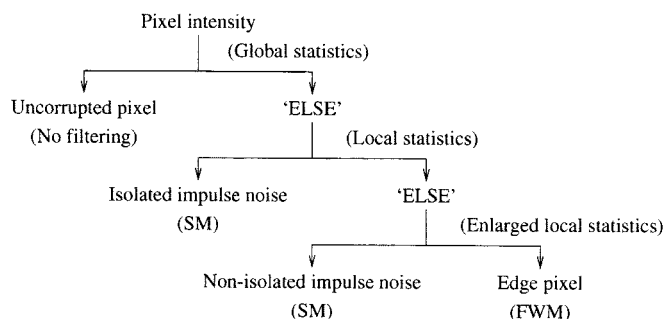 Pixel intensity
(Global statistics)
Uncorrupted pixel
(No filtering)
‘ELSE’
(Local statistics)
Isolated impulse noise
(SM)
‘ELSE’
(Enlarged local statistics)
Non-isolated impulse noise
(SM)
Edge pixel
(FWM)